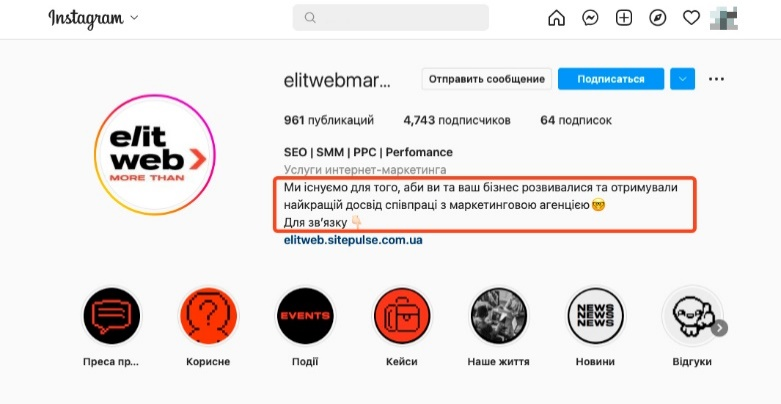 Instagram
elitwebmar...
Отправить сообщение
Подписаться
961 публикаций 4,743 подписчиков 64 подписок
SEO | SMM | PPC | Perfomance
Услуги интернет-маркетинга
Ми існуємо для того, аби ви та ваш бізнес розвивалися та отримували
найкращій досвід співпраці з маркетинговою агенцією🤓
Для зв’язку👇🏻
elitweb.sitepulse.com.ua
elit
web
MORE THAN
EVENTS
NEWS
NEWS
NEWS
Преса пр...
Корисне
Події
Кейси
Наше життя
Новини
Відгуки